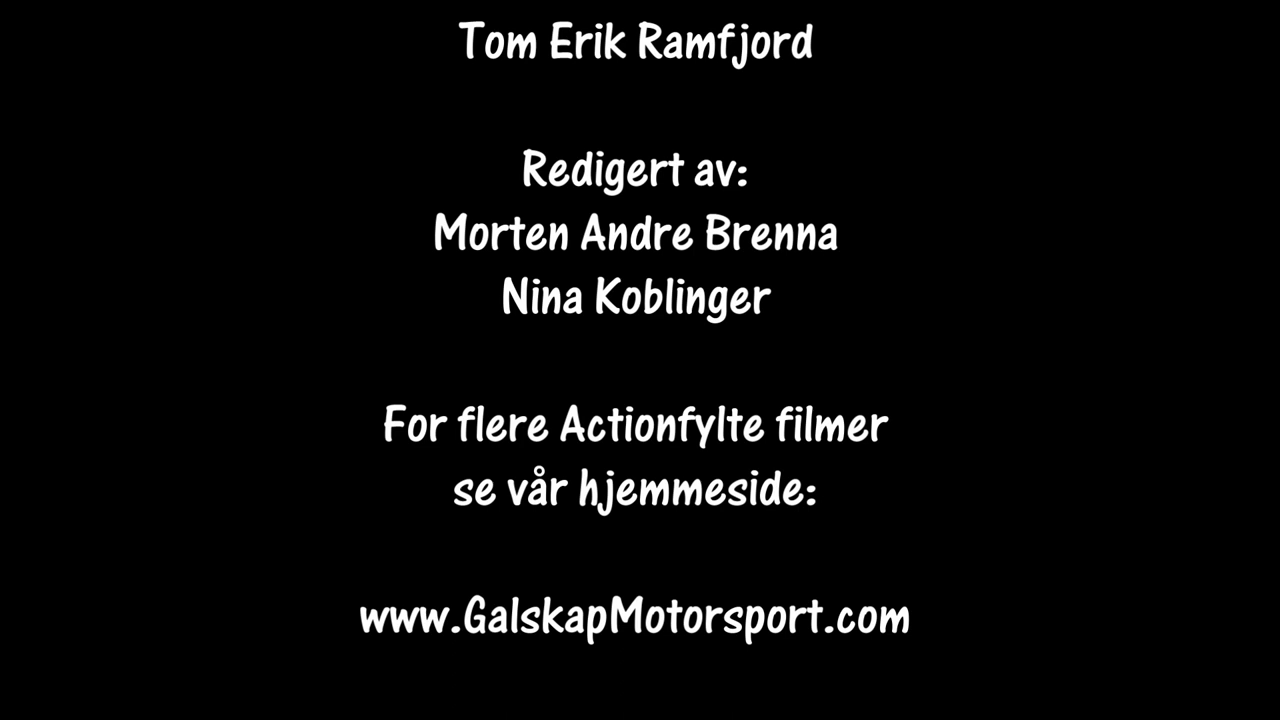 Tom Erik Ramfjord
Redigert av:
Morten Andre Brenna
Nina Koblinger
For flere Actionfylte filmer
se vår hjemmeside:
www.GalskapMotorsport.com